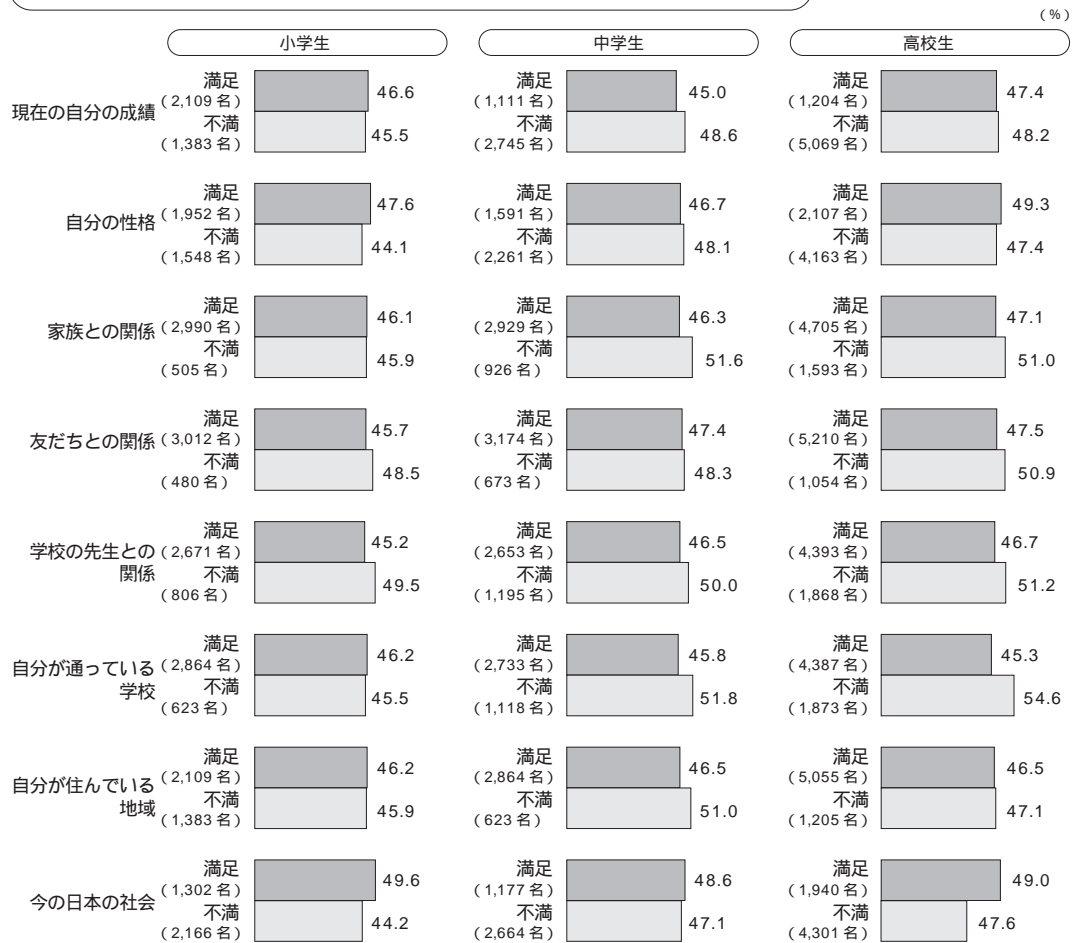 (%)
小学生 中学生 高校生
現在の自分の成績
満足 46.6 満足 45.0 満足 47.4
(2,109名) (1,111名) (1,204名)
不満 45.5 不満 48.6 不満 48.2
(1,383名) (2,745名) (5,069名)
自分の性格
満足 47.6 満足 46.7 満足 49.3
(1,952名) (1,591名) (2,107名)
不満 44.1 不満 48.1 不満 47.4
(1,548名) (2,261名) (4,163名)
家族との関係
満足 46.1 満足 46.3 満足 47.1
(2,990名) (2,929名) (4,705名)
不満 45.9 不満 51.6 不満 51.0
(505名) (926名) (1,593名)
友だちとの関係
満足 45.7 満足 47.4 満足 47.5
(3,012名) (3,174名) (5,210名)
不満 48.5 不満 48.3 不満 50.9
(480名) (673名) (1,054名)
学校の先生との
関係
満足 45.2 満足 46.5 満足 46.7
(2,671名) (2,653名) (4,393名)
不満 49.5 不満 50.0 不満 51.2
(806名) (1,195名) (1,868名)
自分が通っている
学校
満足 46.2 満足 45.8 満足 45.3
(2,864名) (2,733名) (4,387名)
不満 45.5 不満 51.8 不満 54.6
(623名) (1,118名) (1,873名)
自分が住んでいる
地域
満足 46.2 満足 46.5 満足 46.5
(2,109名) (2,864名) (5,055名)
不満 45.9 不満 51.0 不満 47.1
(1,383名) (623名) (1,205名)
今の日本の社会
満足 49.6 満足 48.6 満足 49.0
(1,302名) (1,177名) (1,940名)
不満 44.2 不満 47.1 不満 47.6
(2,166名) (2,664名) (4,301名)